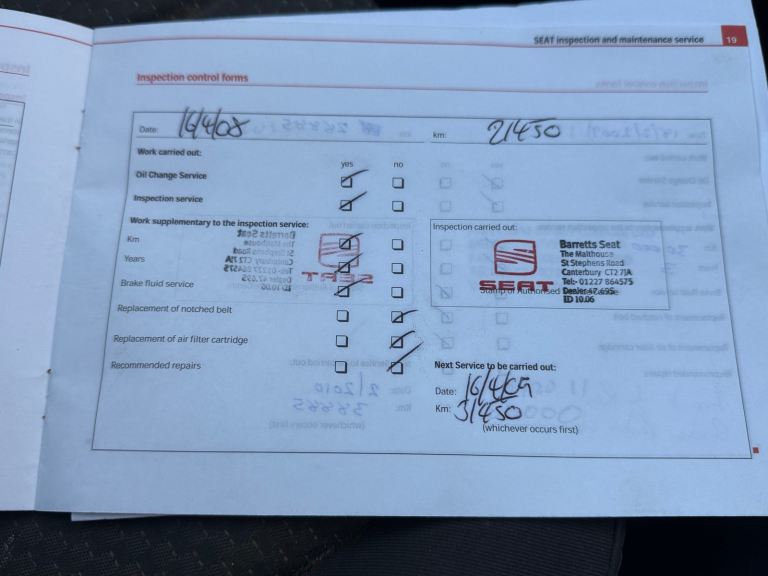 SEAT inspection and maintenance service 19
Inspection control forms
Date: 16/4/08 km: 21450
Work carried out:
yes no
Oil Change Service
Inspection service
Work supplementary to the inspection service:
Km
Years
Brake fluid service
Replacement of notched belt
Replacement of air filter cartridge
Recommended repairs
Inspection carried out:
SEAT
Barretts Seat
The Malthouse
St Stephens Road
Canterbury CT2 7JA
Tel:- 01227 864575
Stamp of Authorised
Dealer 47695
ID 10.06
Next Service to be carried out:
Date: 16/4/09
Km: 31450
(whichever occurs first)